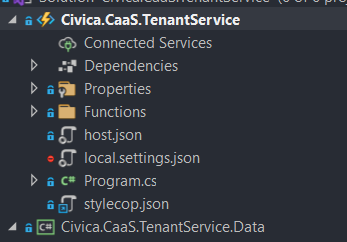 Civica.CaaS.TenantService
Connected Services
Dependencies
Properties
Functions
host.json
local.settings.json
C# Program.cs
stylecop.json
C# Civica.CaaS.TenantService.Data